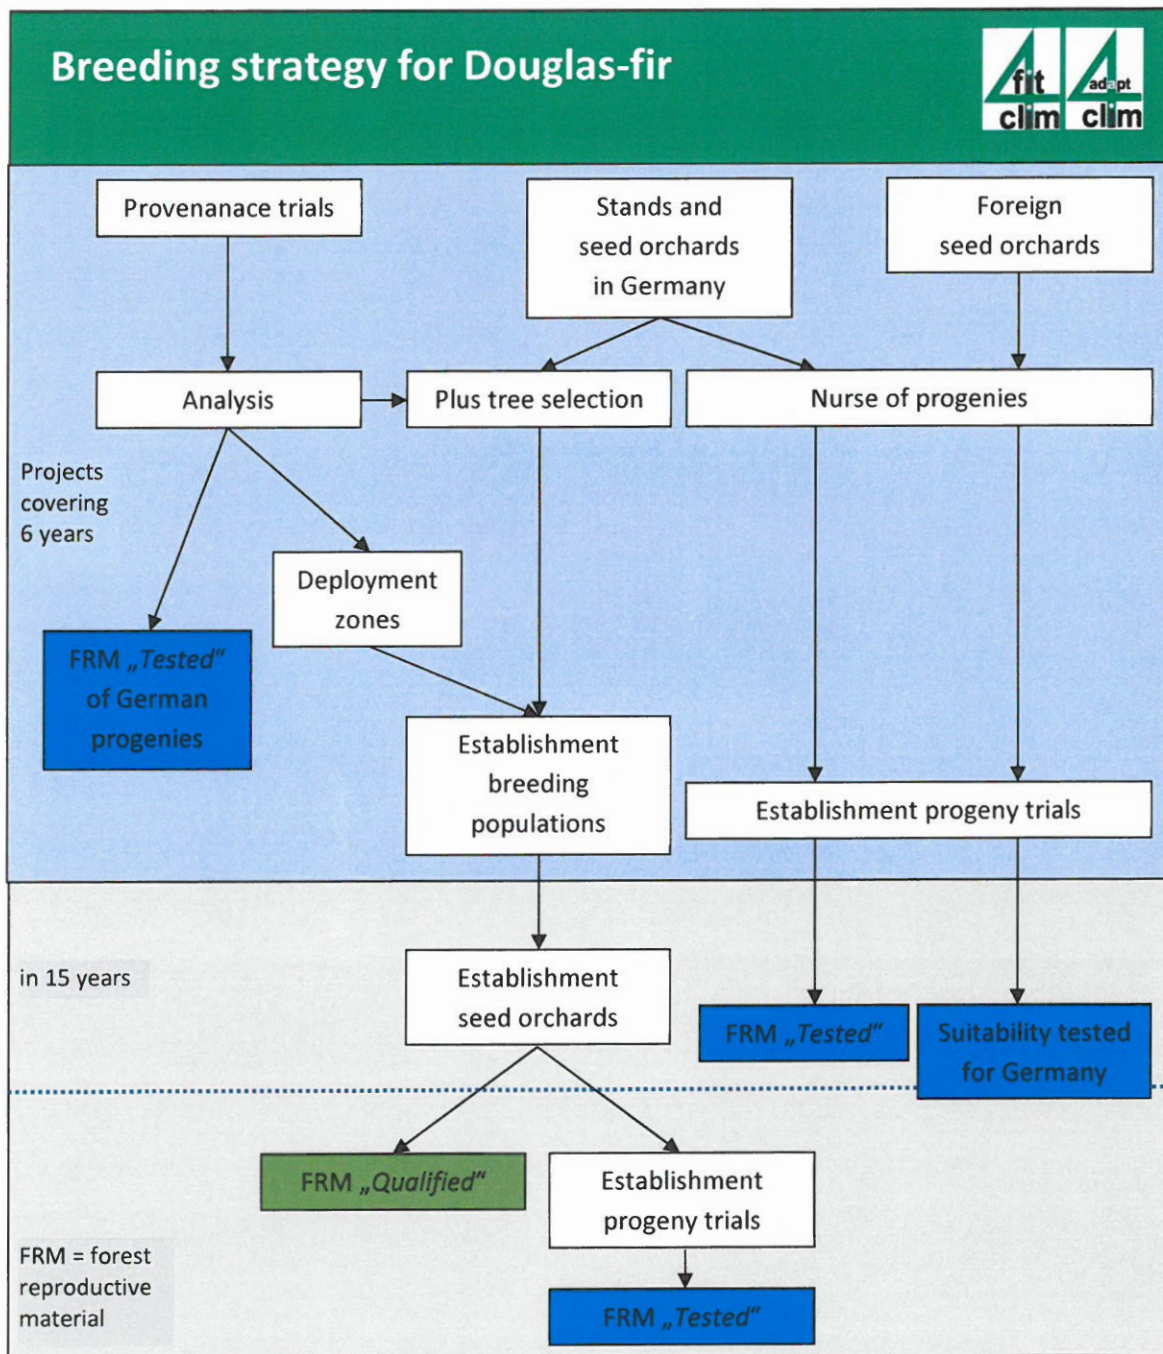 Breeding strategy for Douglas-fir
4
fit
clim
4
adapt
clim
Provenanace trials
Stands and
seed orchards
in Germany
Foreign
seed orchards
Analysis
Plus tree selection
Nurse of progenies
Projects
covering
6 years
Deployment
zones
FRM „Tested“
of German
progenies
Establishment
breeding
populations
Establishment progeny trials
in 15 years
Establishment
seed orchards
FRM „Tested“
Suitability tested
for Germany
FRM „Qualified“
Establishment
progeny trials
FRM = forest
reproductive
material
FRM „Tested“